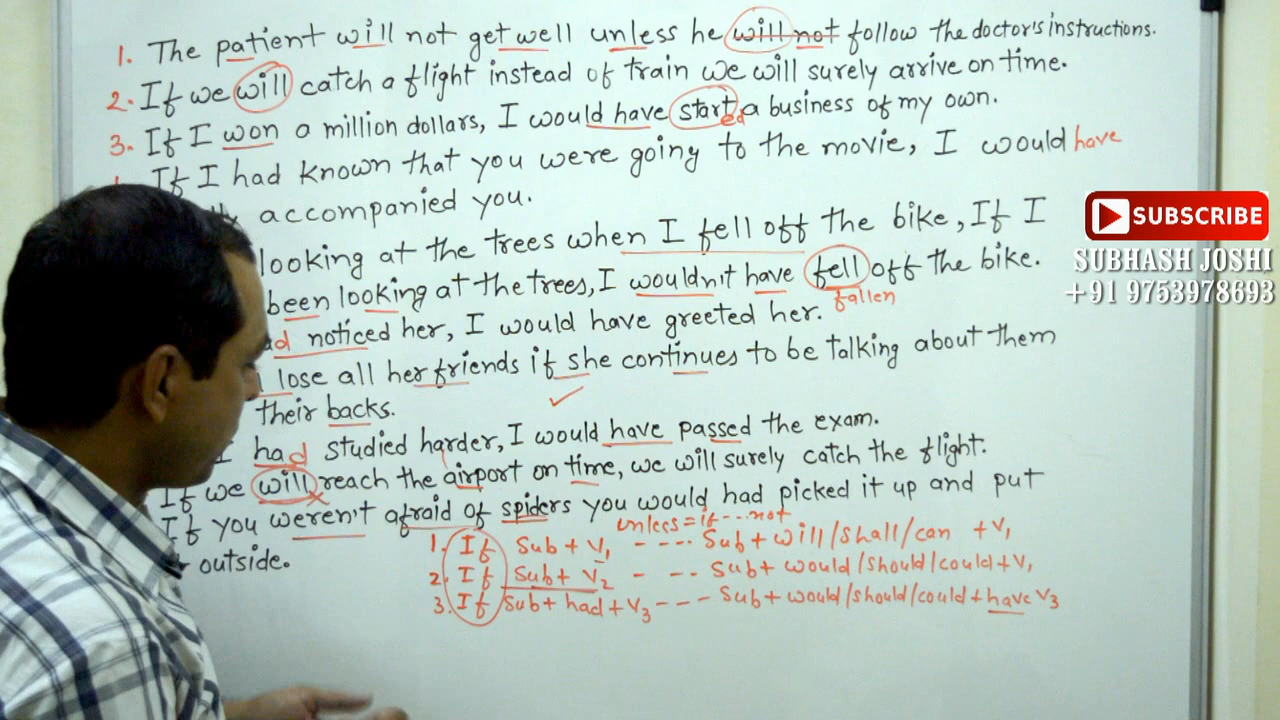 1. The patient will not get well unless he will not follow the doctor's instructions.
2. If we will catch a flight instead of train we will surely arrive on time.
3. If I won a million dollars, I would have started a business of my own.
If I had known that you were going to the movie, I would have
accompanied you.
looking at the trees when I fell off the bike, If I
been looking at the trees, I wouldn't have fell off the bike.
fallen
noticed her, I would have greeted her.
lose all her friends if she continues to be talking about them
their backs.
had studied harder, I would have passed the exam.
If we will reach the airport on time, we will surely catch the flight.
If you weren't afraid of spiders you would had picked it up and put
outside.
unless = if --- not
1. If Sub + V1 - --- Sub + will/shall/can + V1
2. If Sub + V2 - -- Sub + would/should/could + V1
3. If Sub + had + V3 --- Sub + would/should/could + have V3
SUBSCRIBE
SUBHASH JOSHI
+91 9753978693